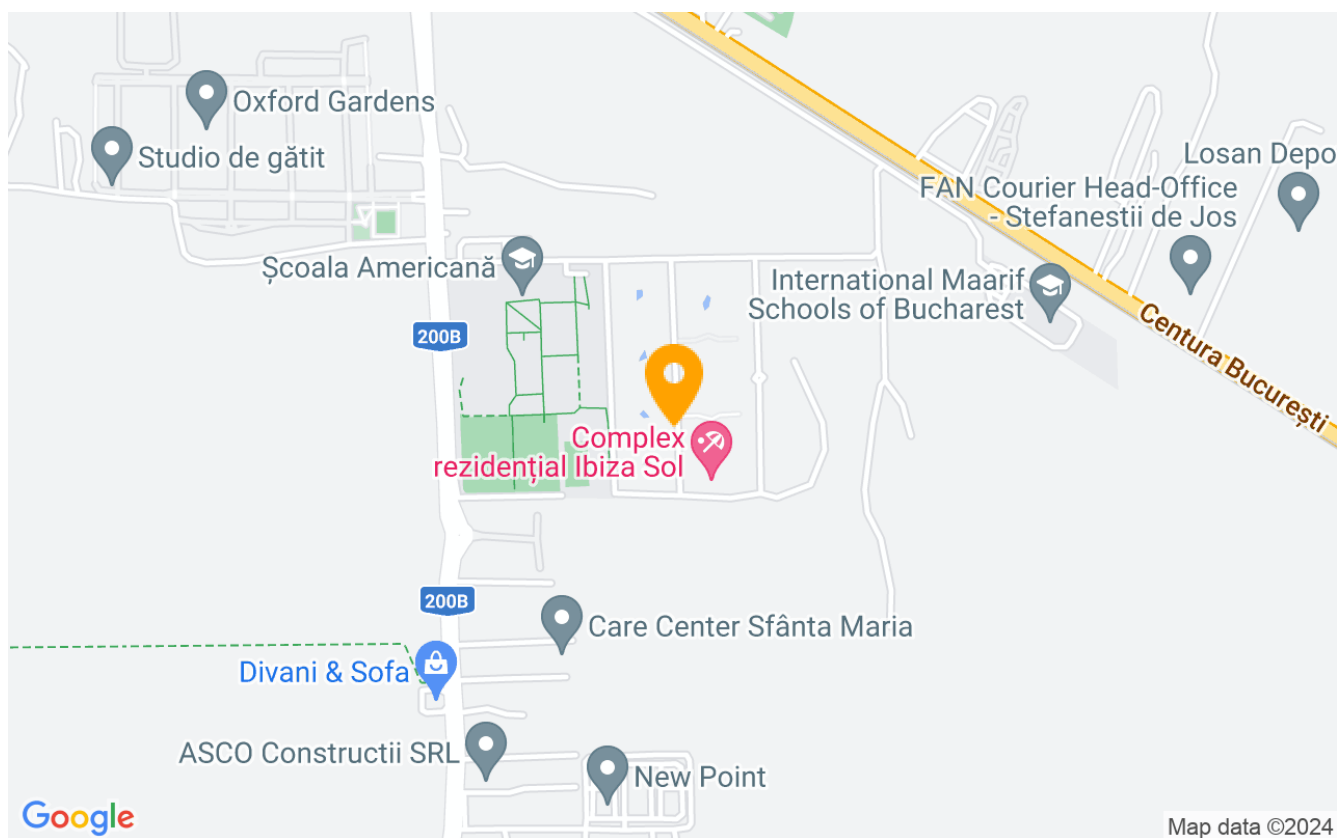 Oxford Gardens
Studio de gătit
Losan Depo
FAN Courier Head-Office
- Stefanestii de Jos
Școala Americană
International Maarif
Schools of Bucharest
200B
Centura București
Complex
rezidențial Ibiza Sol
200B
Care Center Sfânta Maria
Divani & Sofa
ASCO Constructii SRL
New Point
Google
Map data ©2024